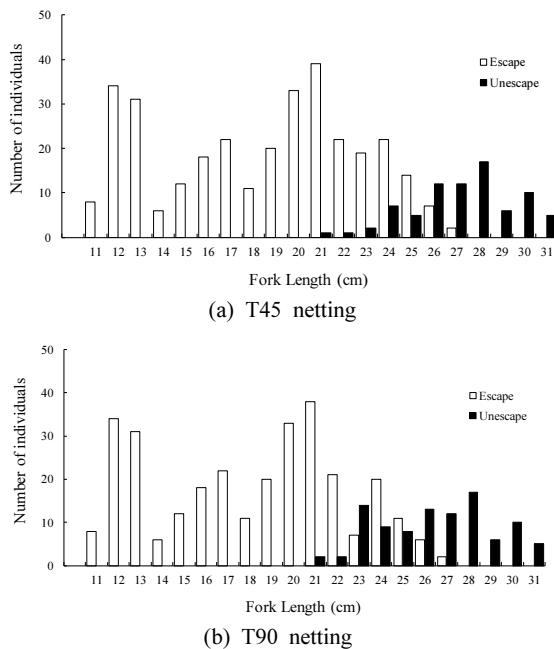 50
40
30
20
10
0
Number of individuals
Escape
Unescape
11 12 13 14 15 16 17 18 19 20 21 22 23 24 25 26 27 28 29 30 31
Fork Length (cm)
(a) T45 netting
50
40
30
20
10
0
Number of individuals
Escape
Unescape
11 12 13 14 15 16 17 18 19 20 21 22 23 24 25 26 27 28 29 30 31
Fork Length (cm)
(b) T90 netting